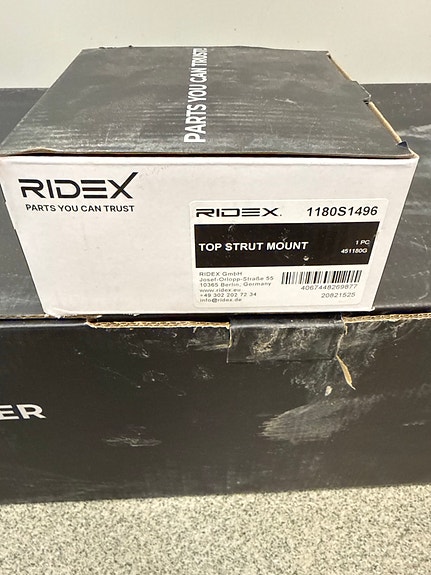 PARTS YOU CAN TRUST!
RIDEX
PARTS YOU CAN TRUST
RIDEX. 1180S1496
TOP STRUT MOUNT
1 PC
451180G
RIDEX GmbH
Josef-Orlopp-Straße 55
10365 Berlin, Germany
www.ridex.eu
+49 302 202 72 34
info@ridex.de
4067448269877
20821525
ER